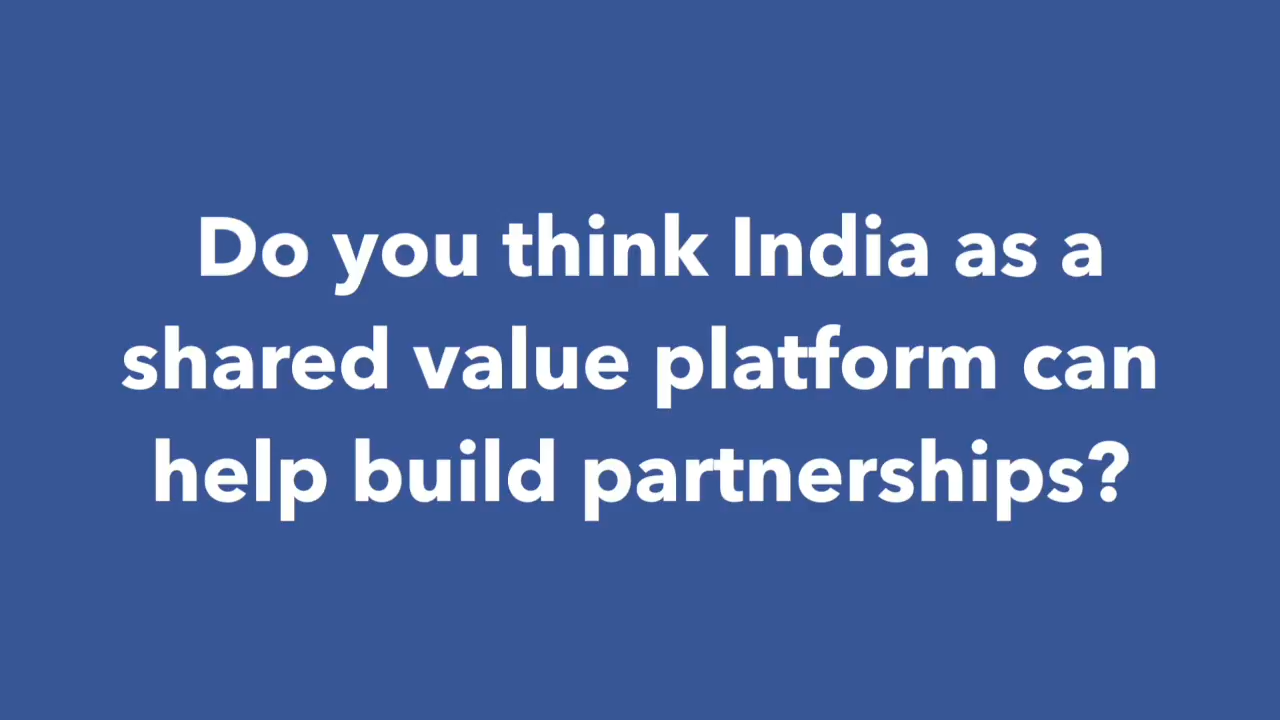 Do you think India as a
shared value platform can
help build partnerships?